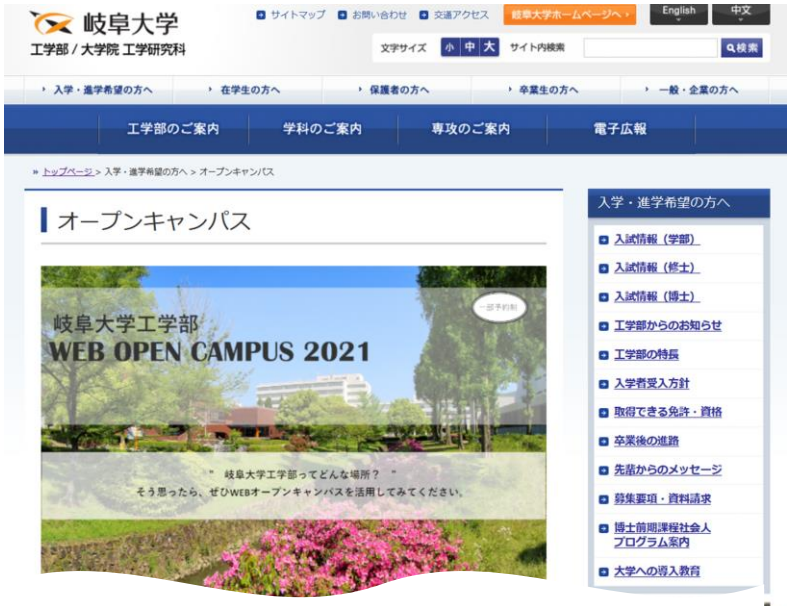 岐阜大学
工学部 / 大学院 工学研究科
サイトマップ お問い合わせ 交通アクセス 岐阜大学ホームページへ English 中文
文字サイズ 小 中 大 サイト内検索 検索
入学・進学希望の方へ 在学生の方へ 保護者の方へ 卒業生の方へ 一般・企業の方へ
工学部のご案内 学科のご案内 専攻のご案内 電子広報
» トップページ > 入学・進学希望の方へ > オープンキャンパス
オープンキャンパス
一部予約制
岐阜大学工学部
WEB OPEN CAMPUS 2021
" 岐阜大学工学部ってどんな場所？ "
そう思ったら、ぜひWEBオープンキャンパスを活用してみてください。
入学・進学希望の方へ
入試情報（学部）
入試情報（修士）
入試情報（博士）
工学部からのお知らせ
工学部の特長
入学者受入方針
取得できる免許・資格
卒業後の進路
先輩からのメッセージ
募集要項・資料請求
博士前期課程社会人
プログラム案内
大学への導入教育